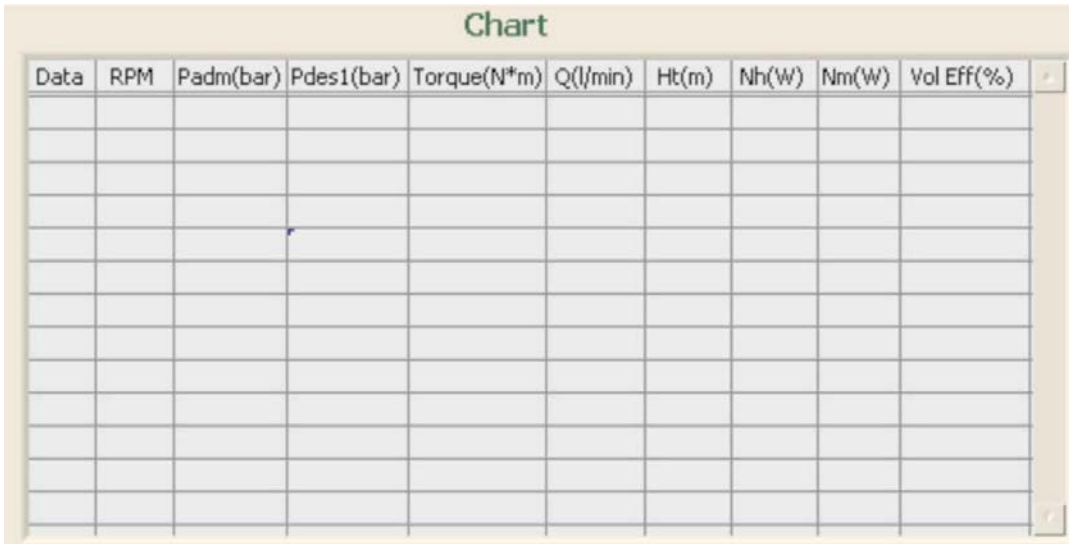 Chart
Data RPM Padm(bar) Pdes1(bar) Torque(N*m) Q(l/min) Ht(m) Nh(W) Nm(W) Vol Eff(%)